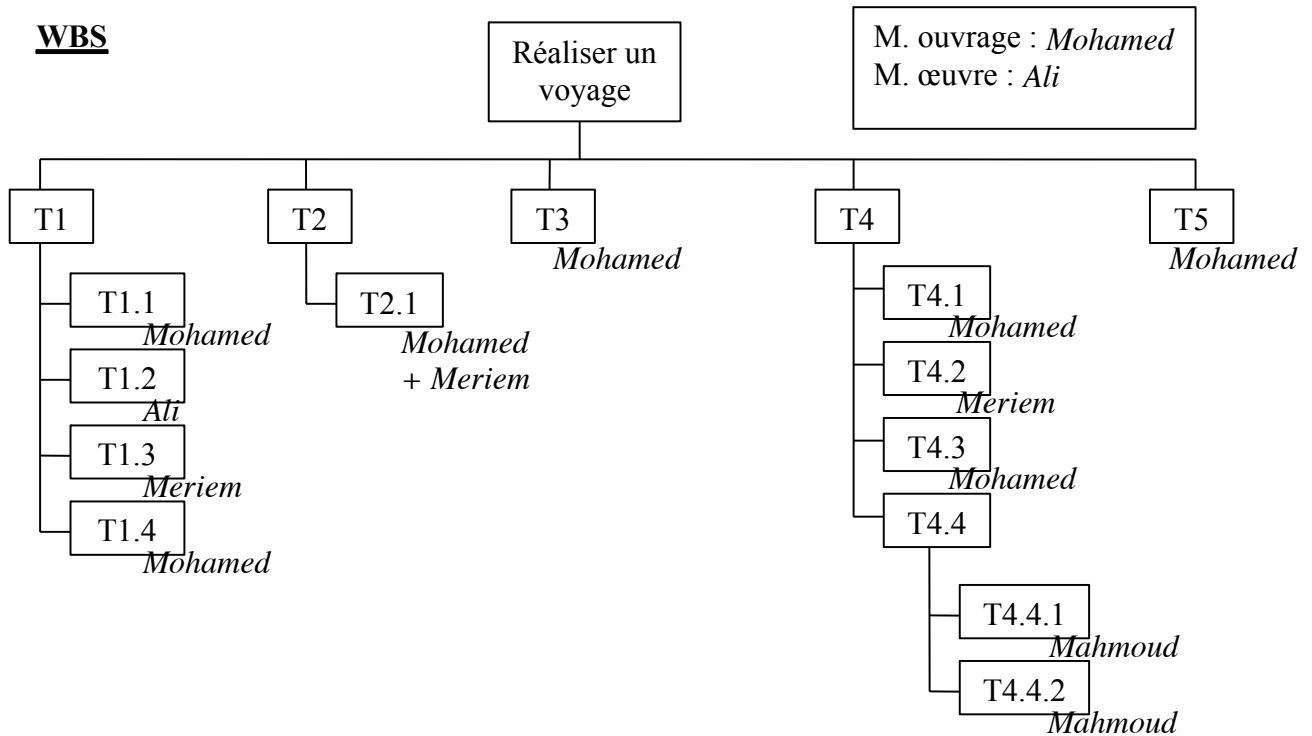 WBS
Réaliser un
voyage
M. ouvrage : Mohamed
M. œuvre : Ali
T1
T2
T3
T4
T5
Mohamed
Mohamed
T1.1
Mohamed
T1.2
Ali
T1.3
Meriem
T1.4
Mohamed
T2.1
Mohamed
+ Meriem
T4.1
Mohamed
T4.2
Meriem
T4.3
Mohamed
T4.4
T4.4.1
Mahmoud
T4.4.2
Mahmoud